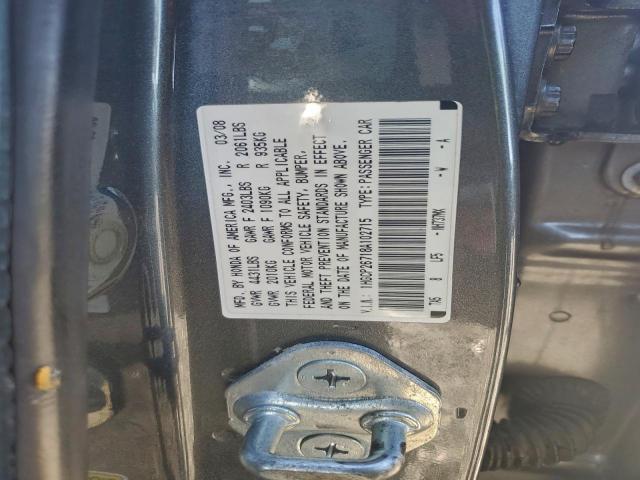 MFD. BY HONDA OF AMERICA MFG., INC. 03/08
GVWR 4431LBS GAWR F 2403LBS R 2061LBS
GVWR 2010KG GAWR F 1090KG R 935KG
THIS VEHICLE CONFORMS TO ALL APPLICABLE
FEDERAL MOTOR VEHICLE SAFETY, BUMPER,
AND THEFT PREVENTION STANDARDS IN EFFECT
ON THE DATE OF MANUFACTURE SHOWN ABOVE.
V.I.N.: 1HGCP26718A102715 TYPE: PASSENGER CAR
8 - W - A